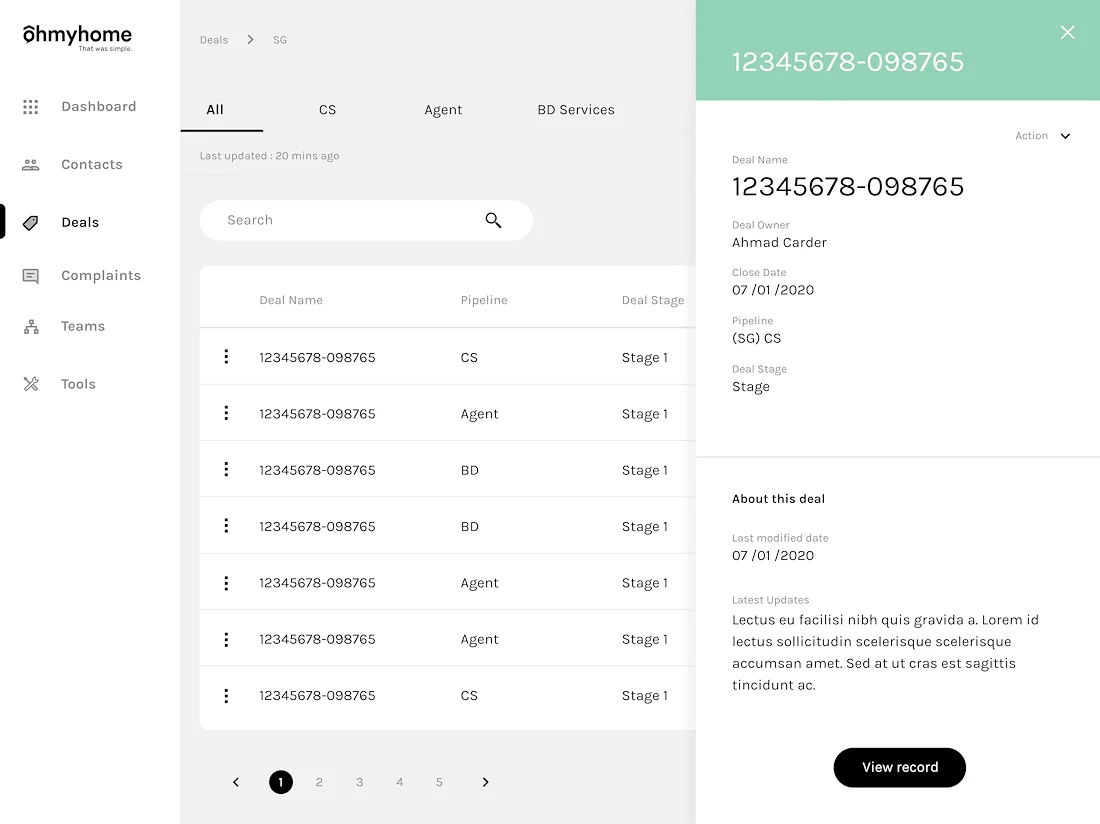 ohmyhome
That was simple.
Dashboard
Contacts
Deals
Complaints
Teams
Tools
Deals SG
All CS Agent BD Services
Last updated : 20 mins ago
Search
Deal Name Pipeline Deal Stage
12345678-098765 CS Stage 1
12345678-098765 Agent Stage 1
12345678-098765 BD Stage 1
12345678-098765 BD Stage 1
12345678-098765 Agent Stage 1
12345678-098765 Agent Stage 1
12345678-098765 CS Stage 1
1 2 3 4 5
12345678-098765
Action
Deal Name
12345678-098765
Deal Owner
Ahmad Carder
Close Date
07 /01 /2020
Pipeline
(SG) CS
Deal Stage
Stage
About this deal
Last modified date
07 /01 /2020
Latest Updates
Lectus eu facilisi nibh quis gravida a. Lorem id
lectus sollicitudin scelerisque scelerisque
accumsan amet. Sed at ut cras est sagittis
tincidunt ac.
View record